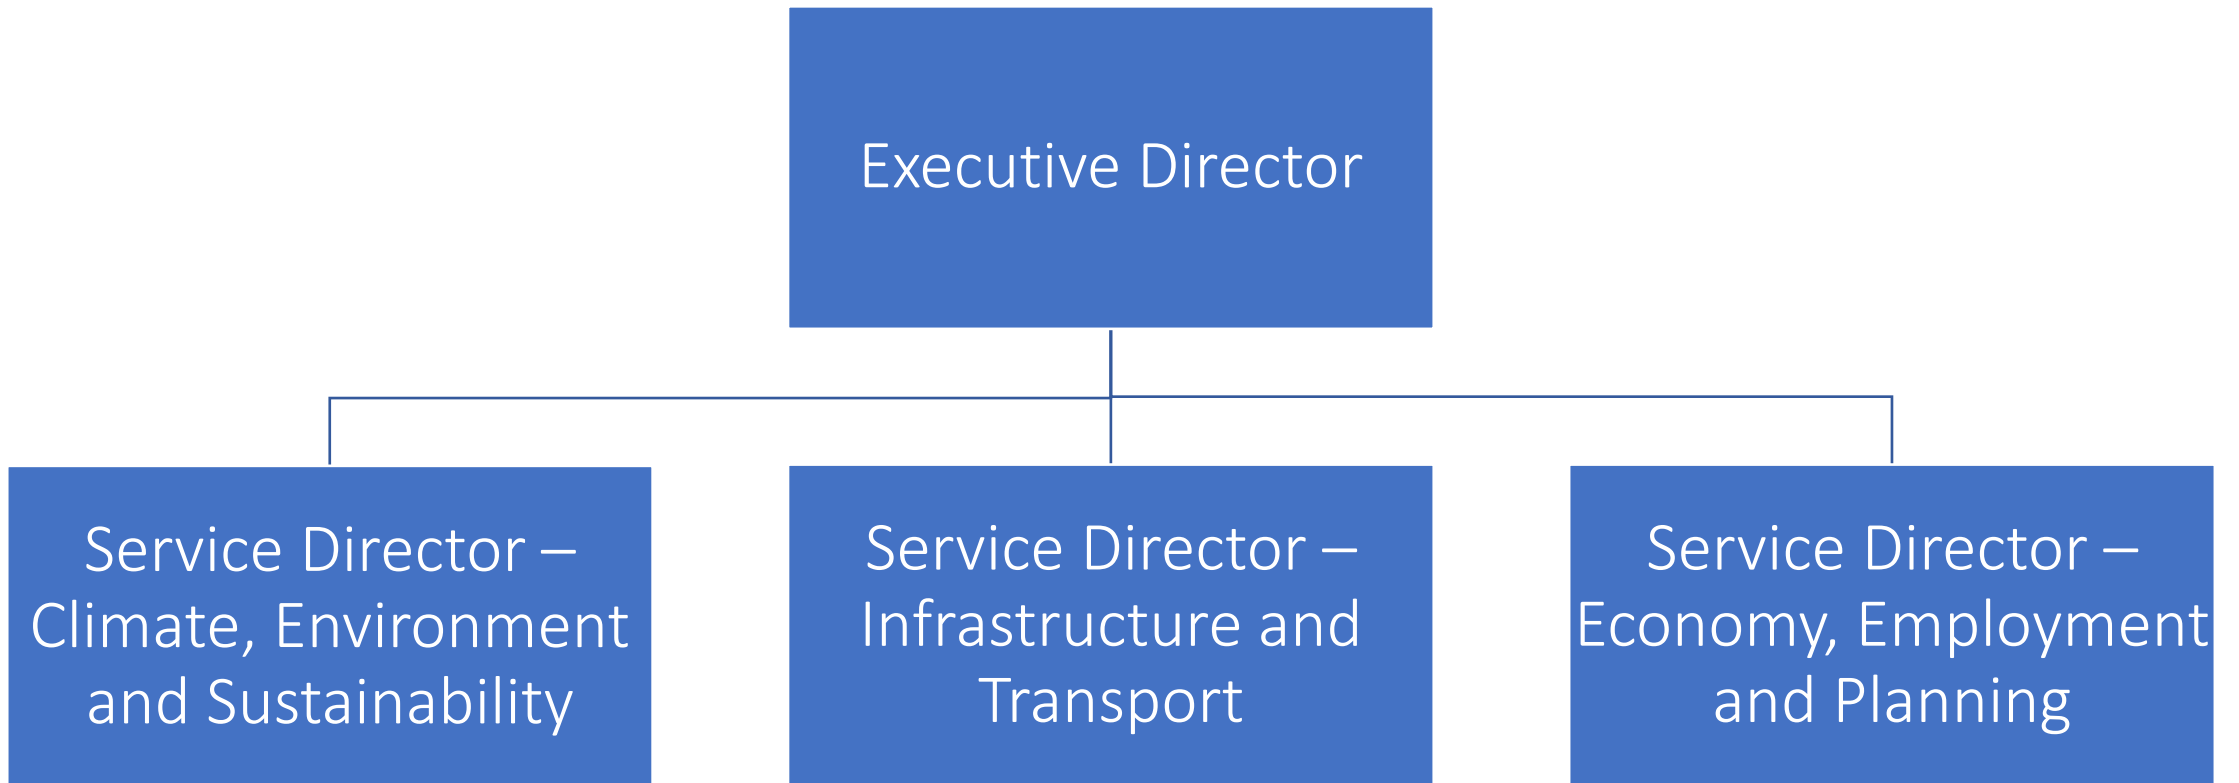 Executive Director
Service Director –
Climate, Environment
and Sustainability
Service Director –
Infrastructure and
Transport
Service Director –
Economy, Employment
and Planning